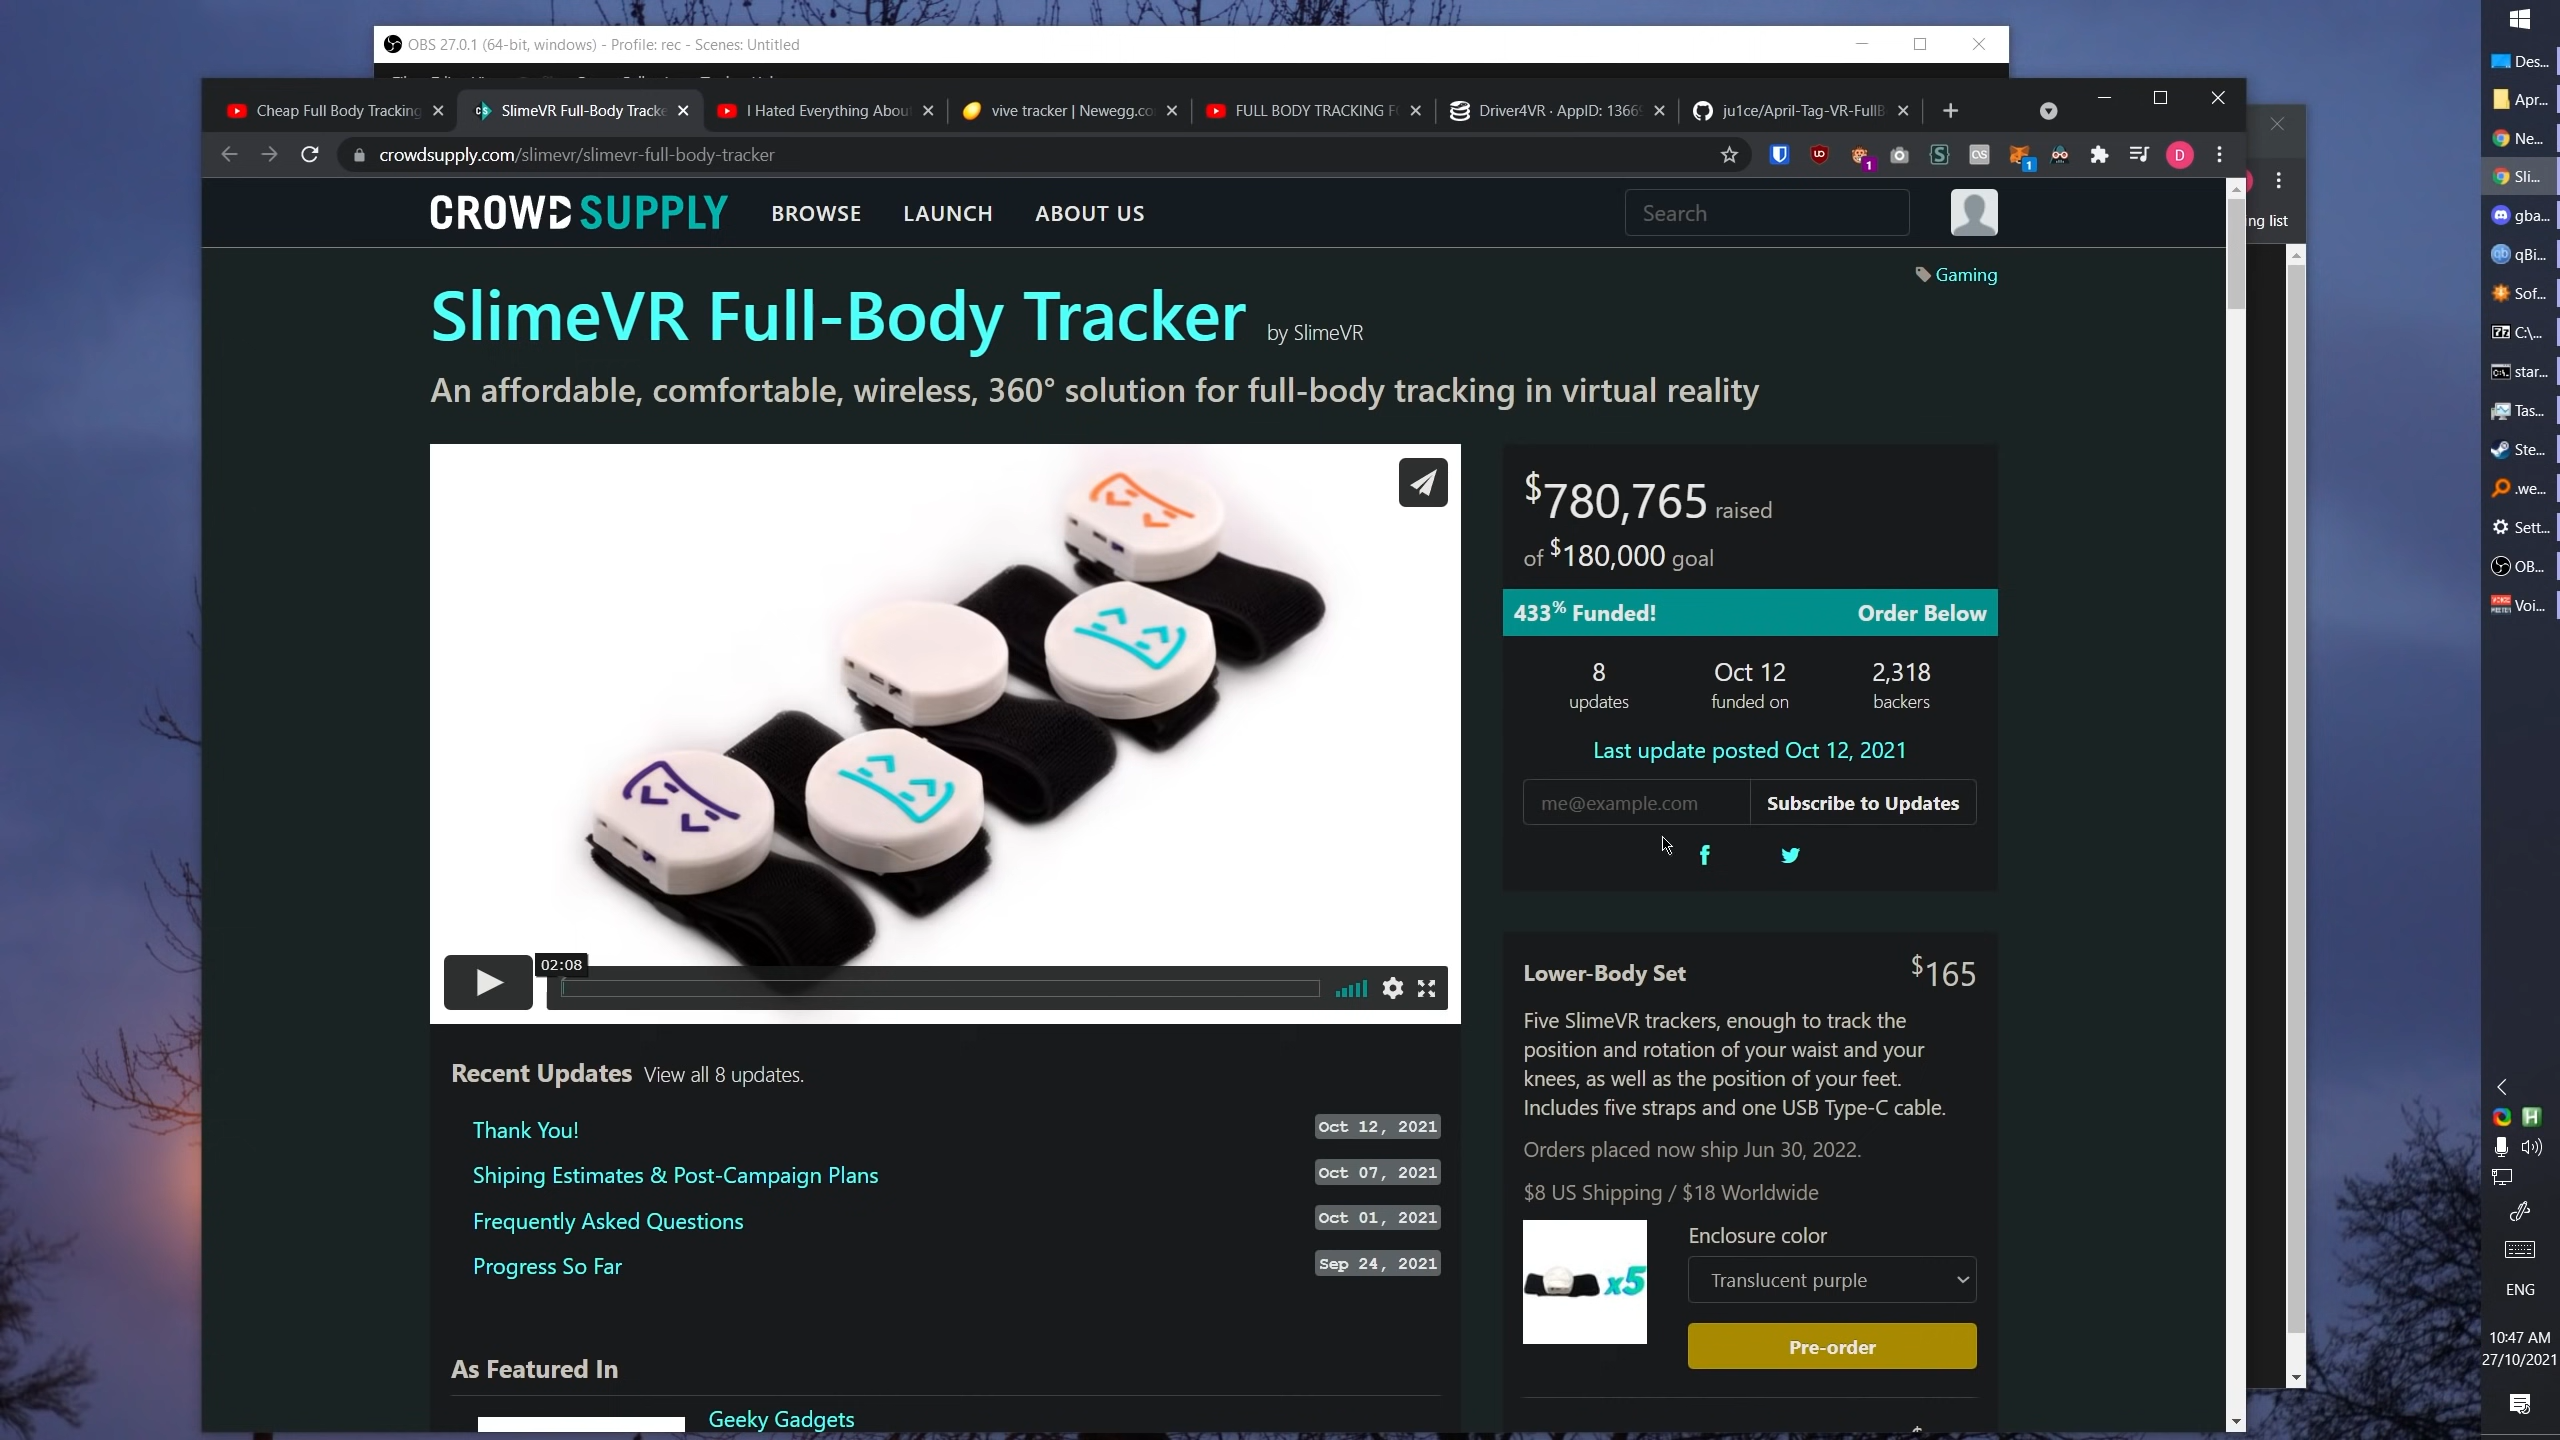 OBS 27.0.1 (64-bit, windows) - Profile: rec - Scenes: Untitled
Cheap Full Body Tracking
SlimeVR Full-Body Tracke
I Hated Everything About
vive tracker | Newegg.co
FULL BODY TRACKING F
Driver4VR · AppID: 1366
ju1ce/April-Tag-VR-FullB
crowdsupply.com/slimevr/slimevr-full-body-tracker
CROWD SUPPLY
BROWSE
LAUNCH
ABOUT US
Search
ng list
Gaming
SlimeVR Full-Body Tracker by SlimeVR
An affordable, comfortable, wireless, 360° solution for full-body tracking in virtual reality
02:08
$780,765 raised
of $180,000 goal
433% Funded!
Order Below
8
updates
Oct 12
funded on
2,318
backers
Last update posted Oct 12, 2021
me@example.com
Subscribe to Updates
Recent Updates View all 8 updates.
Thank You!
Oct 12, 2021
Shiping Estimates & Post-Campaign Plans
Oct 07, 2021
Frequently Asked Questions
Oct 01, 2021
Progress So Far
Sep 24, 2021
As Featured In
Geeky Gadgets
Lower-Body Set
$165
Five SlimeVR trackers, enough to track the
position and rotation of your waist and your
knees, as well as the position of your feet.
Includes five straps and one USB Type-C cable.
Orders placed now ship Jun 30, 2022.
$8 US Shipping / $18 Worldwide
x5
Enclosure color
Translucent purple
Pre-order
Des...
Apr...
Ne...
Sli...
gba...
qBi...
Sof...
C:\...
star...
Tas...
Ste...
.we...
Sett...
OB...
Voi...
ENG
10:47 AM
27/10/2021